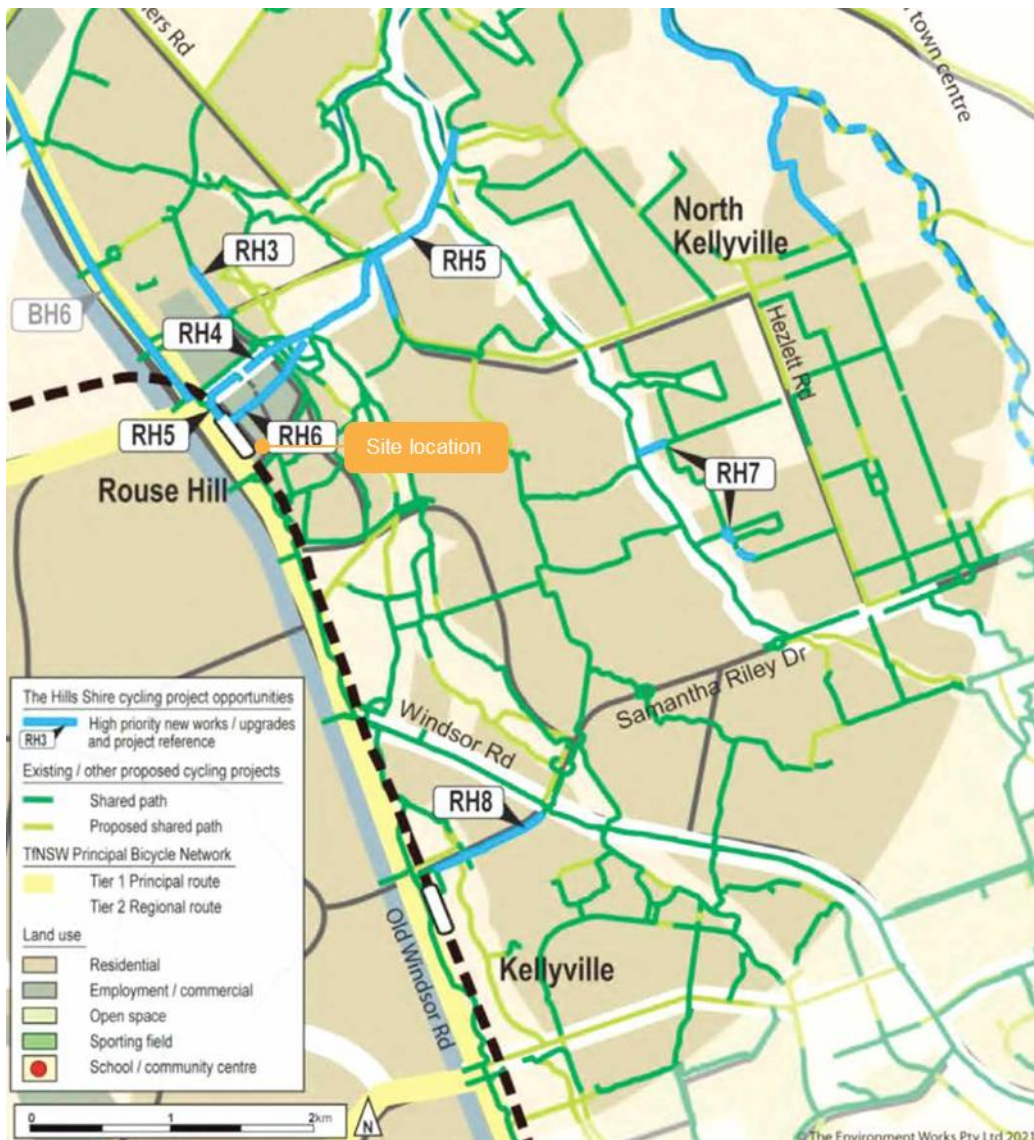 ers Rd
town centre
North
Kellyville
RH3
RH5
BH6
RH4
Hezlett Rd
RH5
RH6
Site location
RH7
Rouse Hill
Samantha Riley Dr
Windsor Rd
RH8
Old Windsor Rd
Kellyville
The Hills Shire cycling project opportunities
RH3
High priority new works / upgrades
and project reference
Existing / other proposed cycling projects
Shared path
Proposed shared path
TfNSW Principal Bicycle Network
Tier 1 Principal route
Tier 2 Regional route
Land use
Residential
Employment / commercial
Open space
Sporting field
School / community centre
0 1 2km
N
© The Environment Works Pty Ltd 202